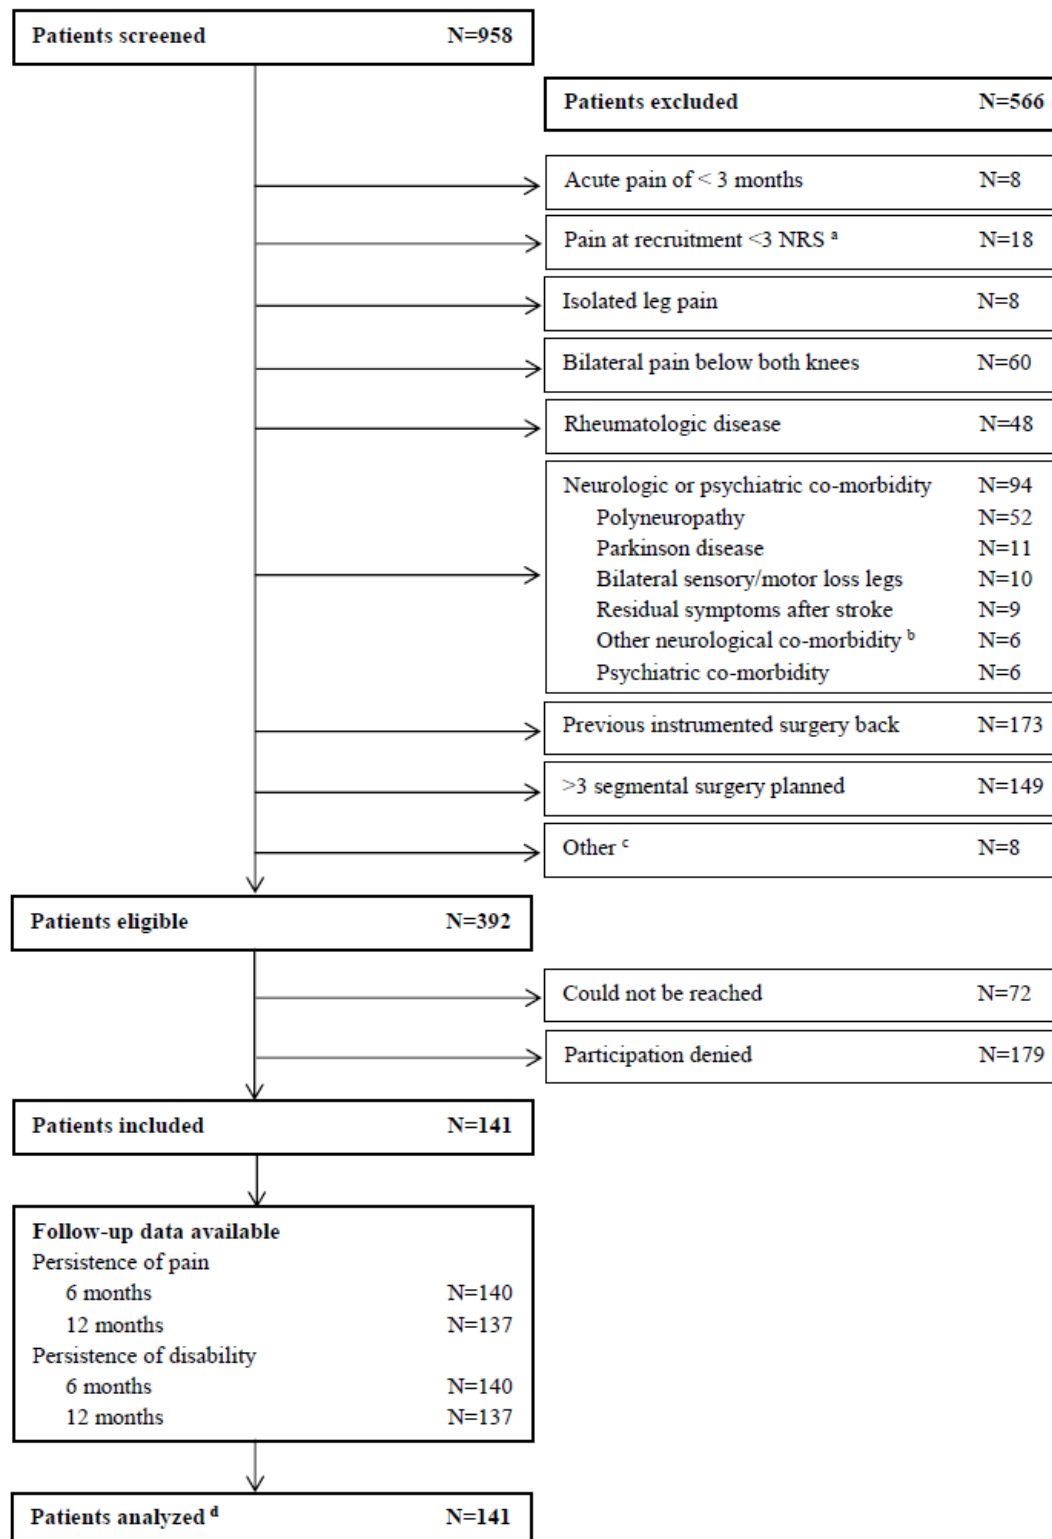 Patients screened N=958
Patients excluded N=566
Acute pain of < 3 months N=8
Pain at recruitment <3 NRS a N=18
Isolated leg pain N=8
Bilateral pain below both knees N=60
Rheumatologic disease N=48
Neurologic or psychiatric co-morbidity N=94
Polyneuropathy N=52
Parkinson disease N=11
Bilateral sensory/motor loss legs N=10
Residual symptoms after stroke N=9
Other neurological co-morbidity b N=6
Psychiatric co-morbidity N=6
Previous instrumented surgery back N=173
>3 segmental surgery planned N=149
Other c N=8
Patients eligible N=392
Could not be reached N=72
Participation denied N=179
Patients included N=141
Follow-up data available
Persistence of pain
6 months N=140
12 months N=137
Persistence of disability
6 months N=140
12 months N=137
Patients analyzed d N=141